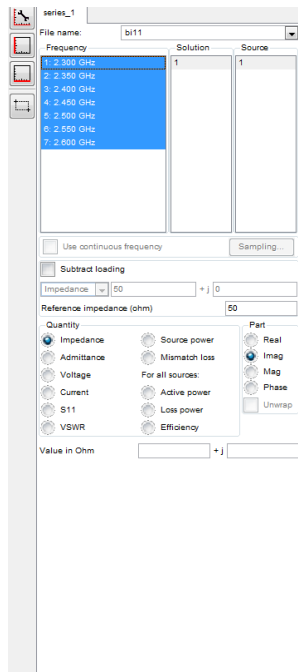 series_1
File name: bi11
Frequency Solution Source
1: 2.300 GHz 1 1
2: 2.350 GHz
3: 2.400 GHz
4: 2.450 GHz
5: 2.500 GHz
6: 2.550 GHz
7: 2.600 GHz
Use continuous frequency Sampling...
Subtract loading
Impedance 50 + j 0
Reference impedance (ohm) 50
Quantity Part
Impedance Source power Real
Admittance Mismatch loss Imag
Voltage For all sources: Mag
Current Active power Phase
S11 Loss power Unwrap
VSWR Efficiency
Value in Ohm + j